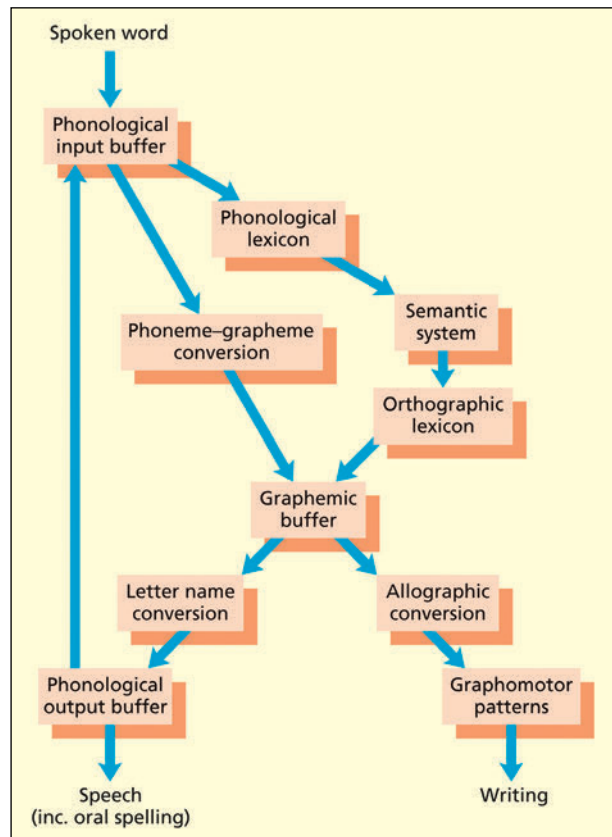 Spoken word
Phonological
input buffer
Phonological
lexicon
Semantic
system
Phoneme–grapheme
conversion
Orthographic
lexicon
Graphemic
buffer
Letter name
conversion
Allographic
conversion
Phonological
output buffer
Graphomotor
patterns
Speech
(inc. oral spelling)
Writing